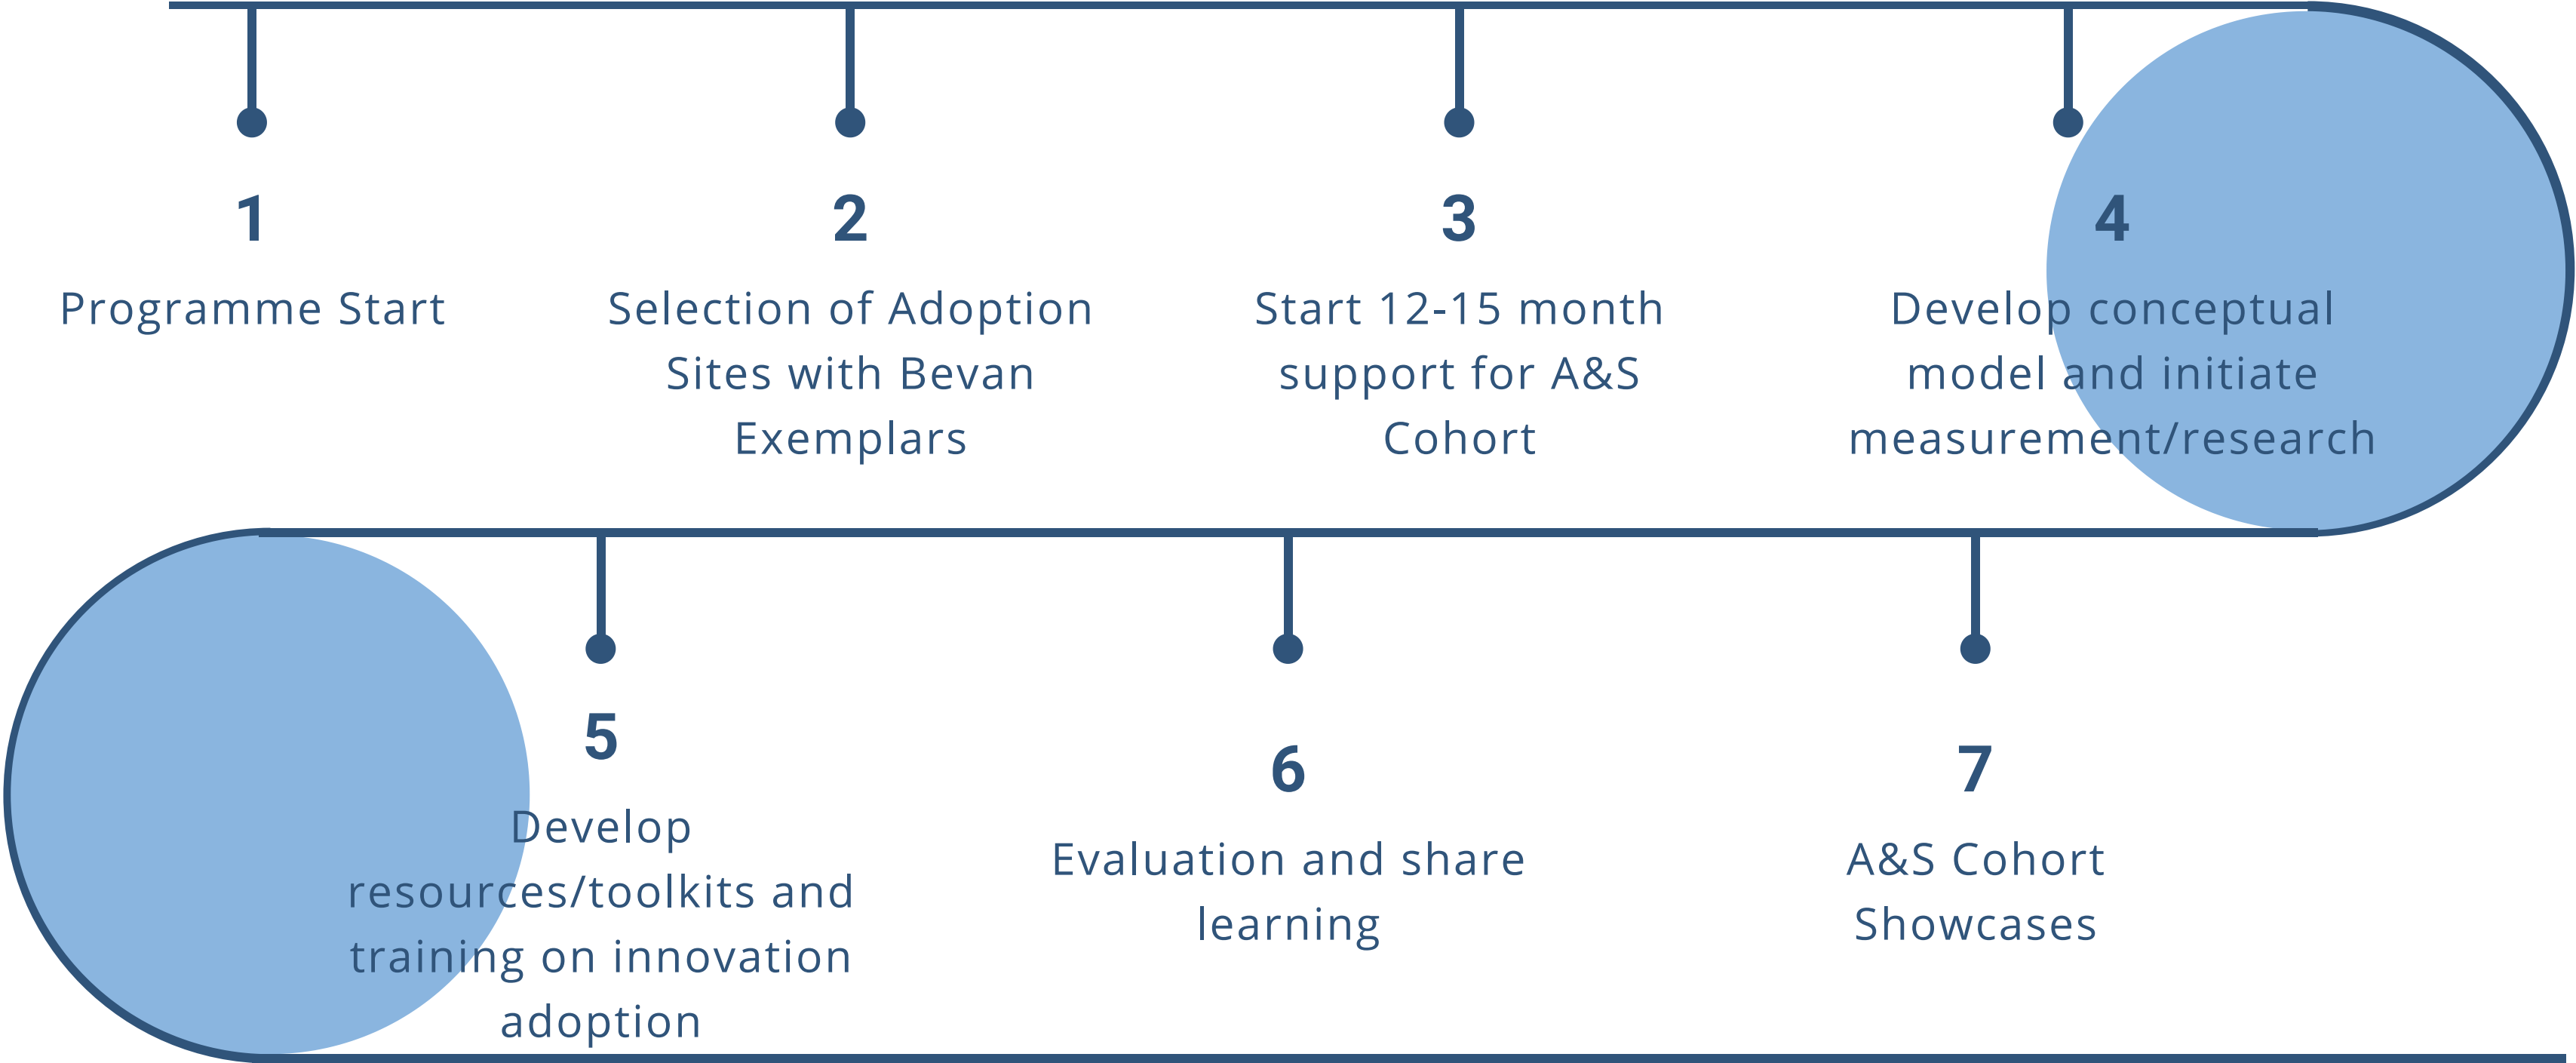 1
Programme Start
2
Selection of Adoption
Sites with Bevan
Exemplars
3
Start 12-15 month
support for A&S
Cohort
4
Develop conceptual
model and initiate
measurement/research
5
Develop
resources/toolkits and
training on innovation
adoption
6
Evaluation and share
learning
7
A&S Cohort
Showcases